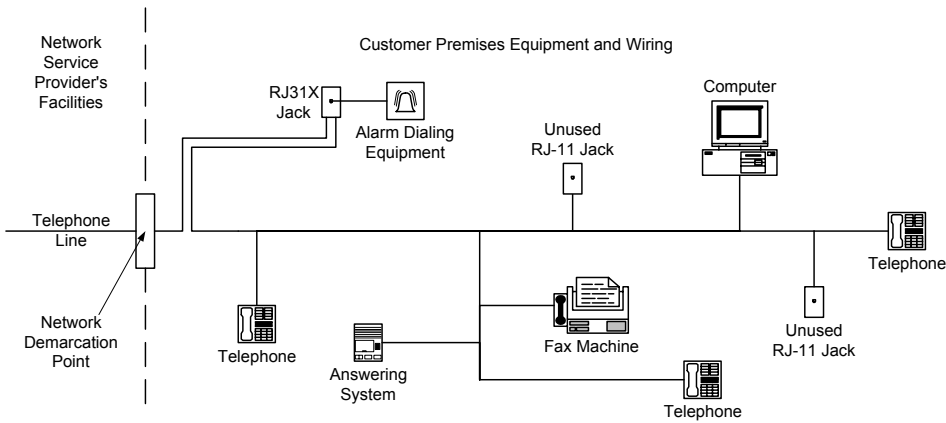 Network
Service
Provider's
Facilities
Customer Premises Equipment and Wiring
RJ31X
Jack
Alarm Dialing
Equipment
Unused
RJ-11 Jack
Computer
Telephone
Line
Telephone
Network
Demarcation
Point
Telephone
Answering
System
Fax Machine
Telephone
Unused
RJ-11 Jack